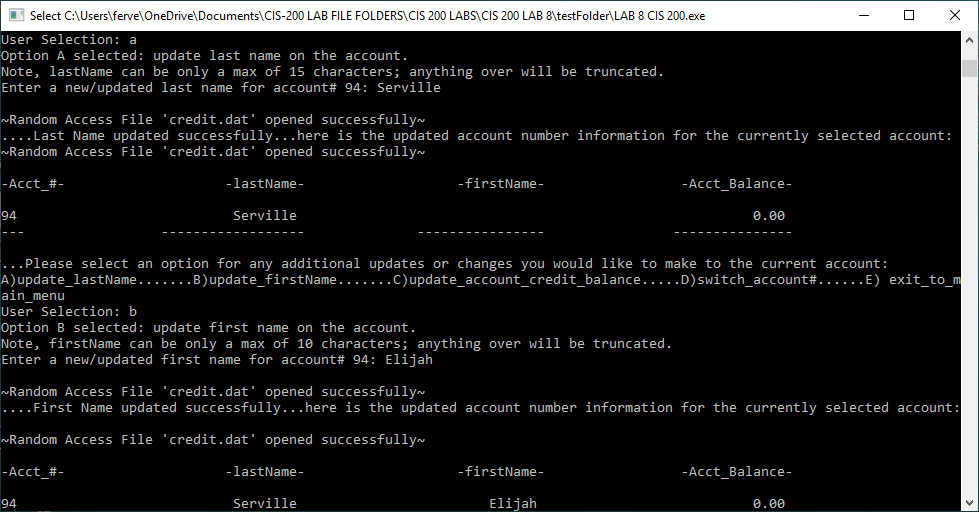 Select C:\Users\ferve\OneDrive\Documents\CIS-200 LAB FILE FOLDERS\CIS 200 LABS\CIS 200 LAB 8\testFolder\LAB 8 CIS 200.exe
User Selection: a
Option A selected: update last name on the account.
Note, lastName can be only a max of 15 characters; anything over will be truncated.
Enter a new/updated last name for account# 94: Serville
~Random Access File 'credit.dat' opened successfully~
....Last Name updated successfully...here is the updated account number information for the currently selected account:
~Random Access File 'credit.dat' opened successfully~
-Acct_#- -lastName- -firstName- -Acct_Balance-
94 Serville 0.00
--- ------------------ ---------------- ---------------
...Please select an option for any additional updates or changes you would like to make to the current account:
A)update_lastName.......B)update_firstName.......C)update_account_credit_balance.....D)switch_account#......E) exit_to_m
ain_menu
User Selection: b
Option B selected: update first name on the account.
Note, firstName can be only a max of 10 characters; anything over will be truncated.
Enter a new/updated first name for account# 94: Elijah
~Random Access File 'credit.dat' opened successfully~
....First Name updated successfully...here is the updated account number information for the currently selected account:
~Random Access File 'credit.dat' opened successfully~
-Acct_#- -lastName- -firstName- -Acct_Balance-
94 Serville Elijah 0.00